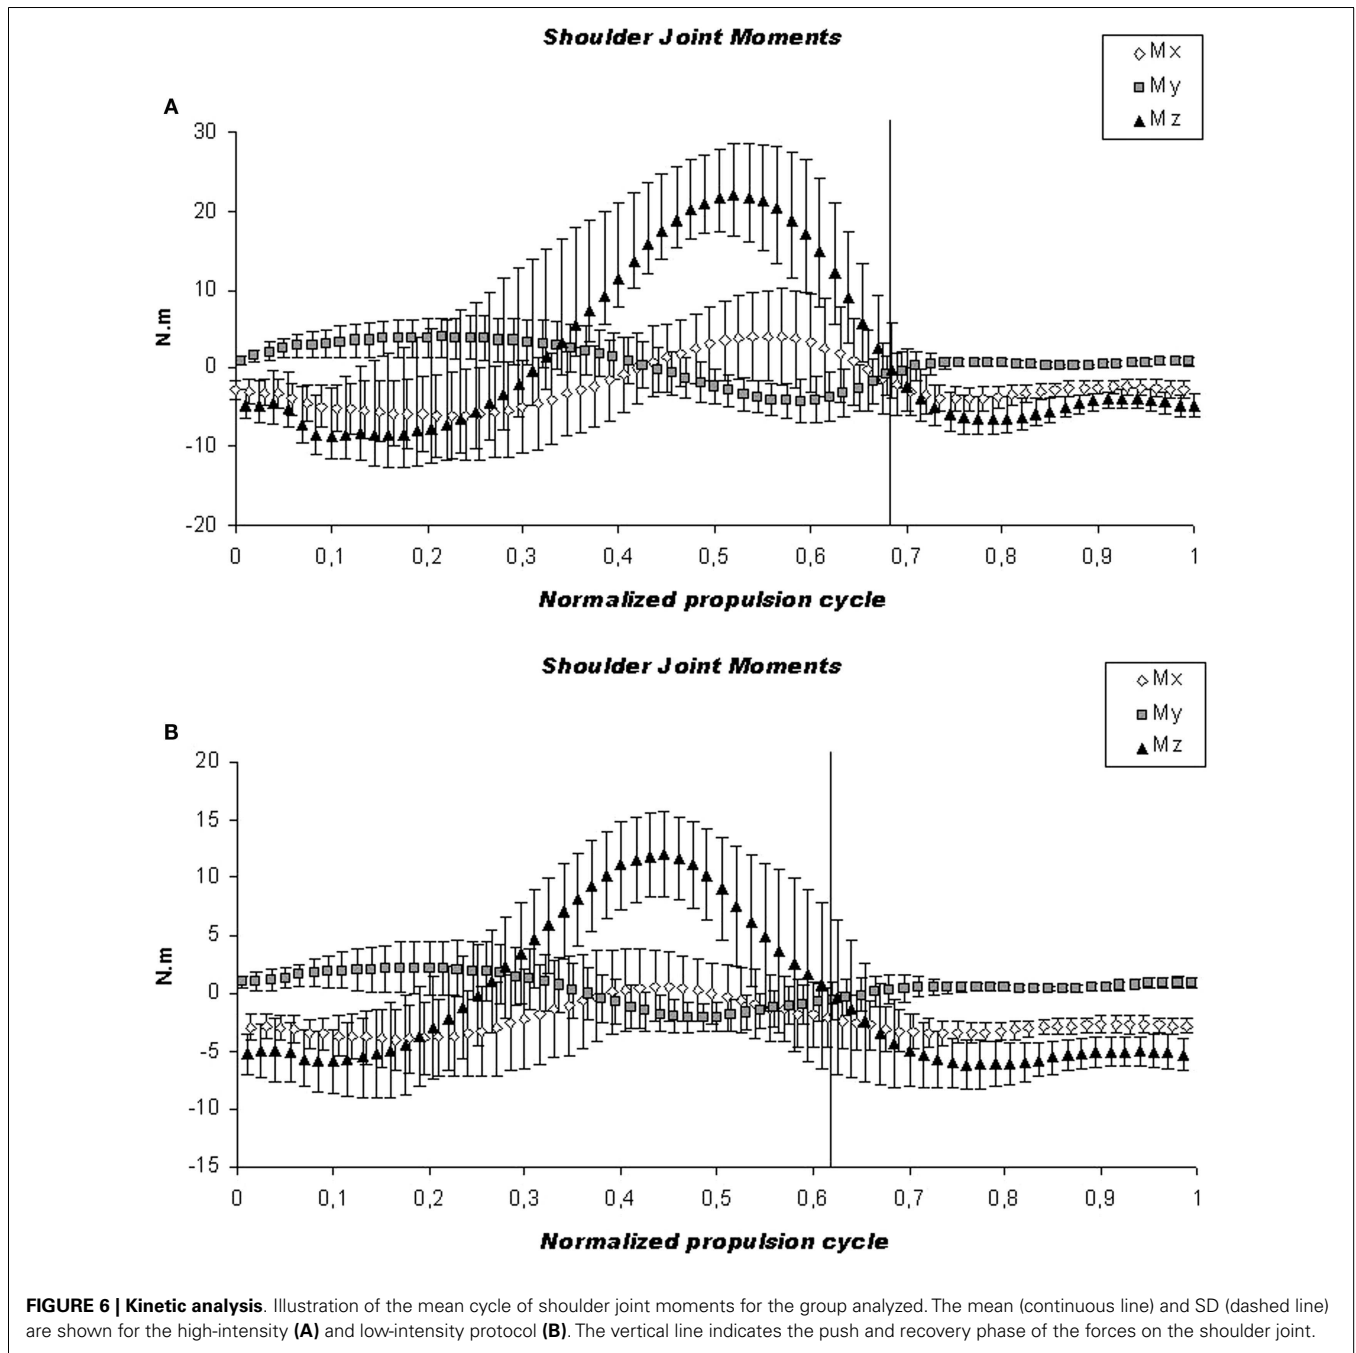 Shoulder Joint Moments
Mx
My
Mz
A
30
20
10
0
-10
-20
N.m
0 0,1 0,2 0,3 0,4 0,5 0,6 0,7 0,8 0,9 1
Normalized propulsion cycle
Shoulder Joint Moments
Mx
My
Mz
B
20
15
10
5
0
-5
-10
-15
N.m
0 0,1 0,2 0,3 0,4 0,5 0,6 0,7 0,8 0,9 1
Normalized propulsion cycle
FIGURE 6 | Kinetic analysis. Illustration of the mean cycle of shoulder joint moments for the group analyzed. The mean (continuous line) and SD (dashed line)
are shown for the high-intensity (A) and low-intensity protocol (B). The vertical line indicates the push and recovery phase of the forces on the shoulder joint.